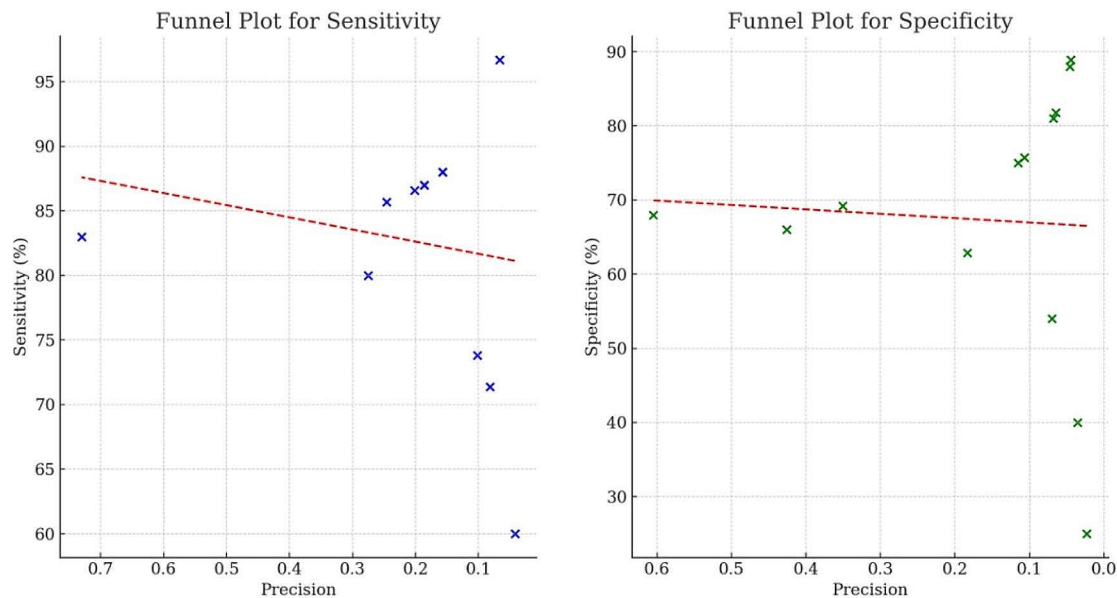 Funnel Plot for Sensitivity
Sensitivity (%)
95
90
85
80
75
70
65
60
0.7 0.6 0.5 0.4 0.3 0.2 0.1
Precision
Funnel Plot for Specificity
Specificity (%)
90
80
70
60
50
40
30
0.6 0.5 0.4 0.3 0.2 0.1 0.0
Precision